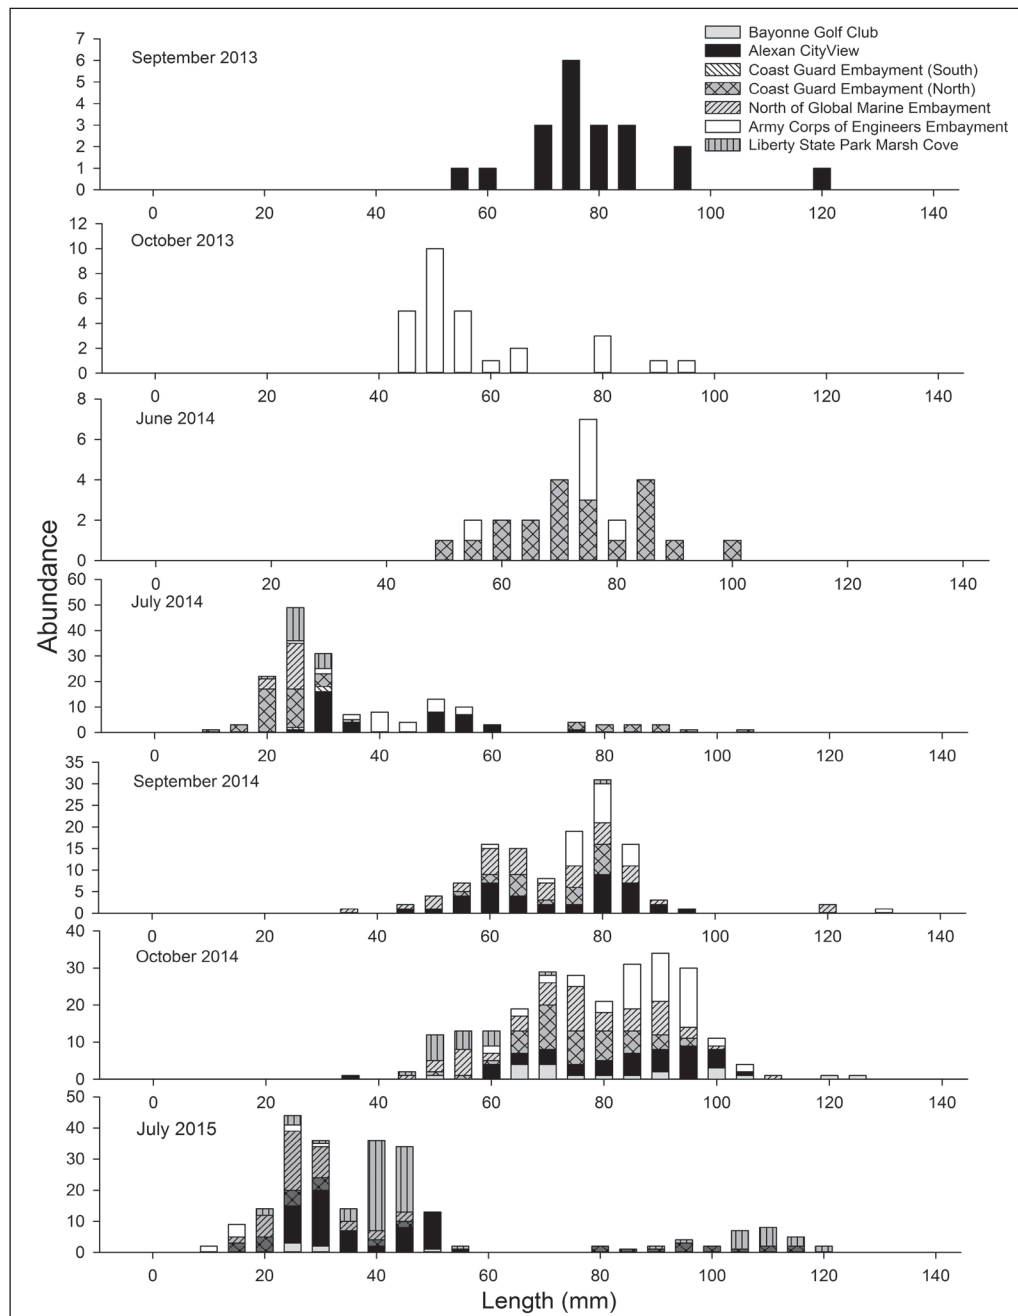 Bayonne Golf Club
Alexan CityView
Coast Guard Embayment (South)
Coast Guard Embayment (North)
North of Global Marine Embayment
Army Corps of Engineers Embayment
Liberty State Park Marsh Cove
September 2013
7
6
5
4
3
2
1
0
0 20 40 60 80 100 120 140
October 2013
12
10
8
6
4
2
0
0 20 40 60 80 100 120 140
June 2014
8
6
4
2
0
0 20 40 60 80 100 120 140
July 2014
60
50
40
30
20
10
0
0 20 40 60 80 100 120 140
September 2014
35
30
25
20
15
10
5
0
0 20 40 60 80 100 120 140
October 2014
40
30
20
10
0
0 20 40 60 80 100 120 140
July 2015
50
40
30
20
10
0
0 20 40 60 80 100 120 140
Abundance
Length (mm)